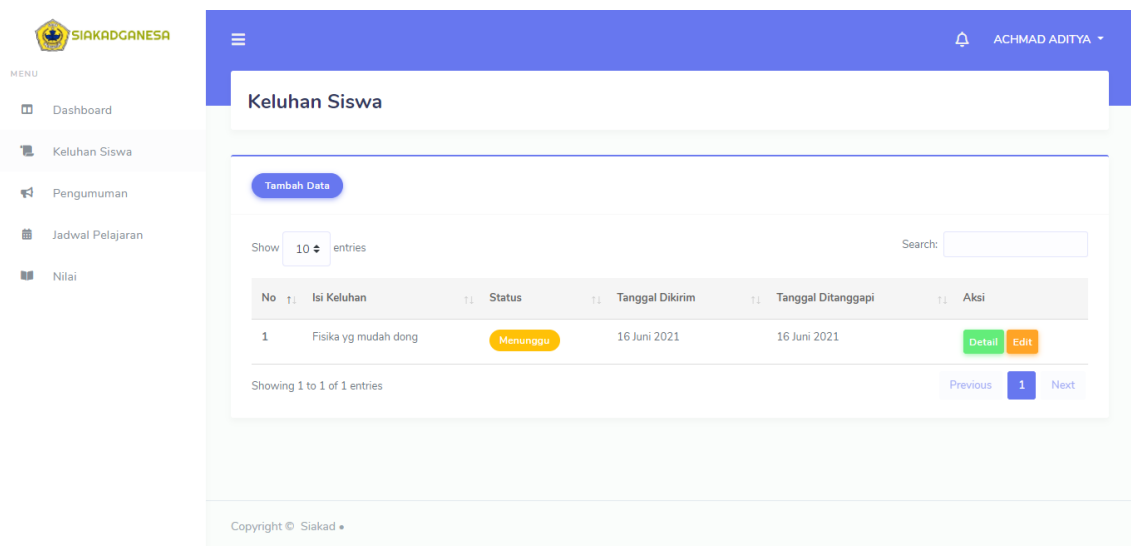 SIAKADGANESA
ACHMAD ADITYA
MENU
Dashboard
Keluhan Siswa
Pengumuman
Jadwal Pelajaran
Nilai
Keluhan Siswa
Tambah Data
Show 10 entries
Search:
No Isi Keluhan Status Tanggal Dikirim Tanggal Ditanggapi Aksi
1 Fisika yg mudah dong Menunggu 16 Juni 2021 16 Juni 2021 Detail Edit
Showing 1 to 1 of 1 entries
Previous 1 Next
Copyright © Siakad •